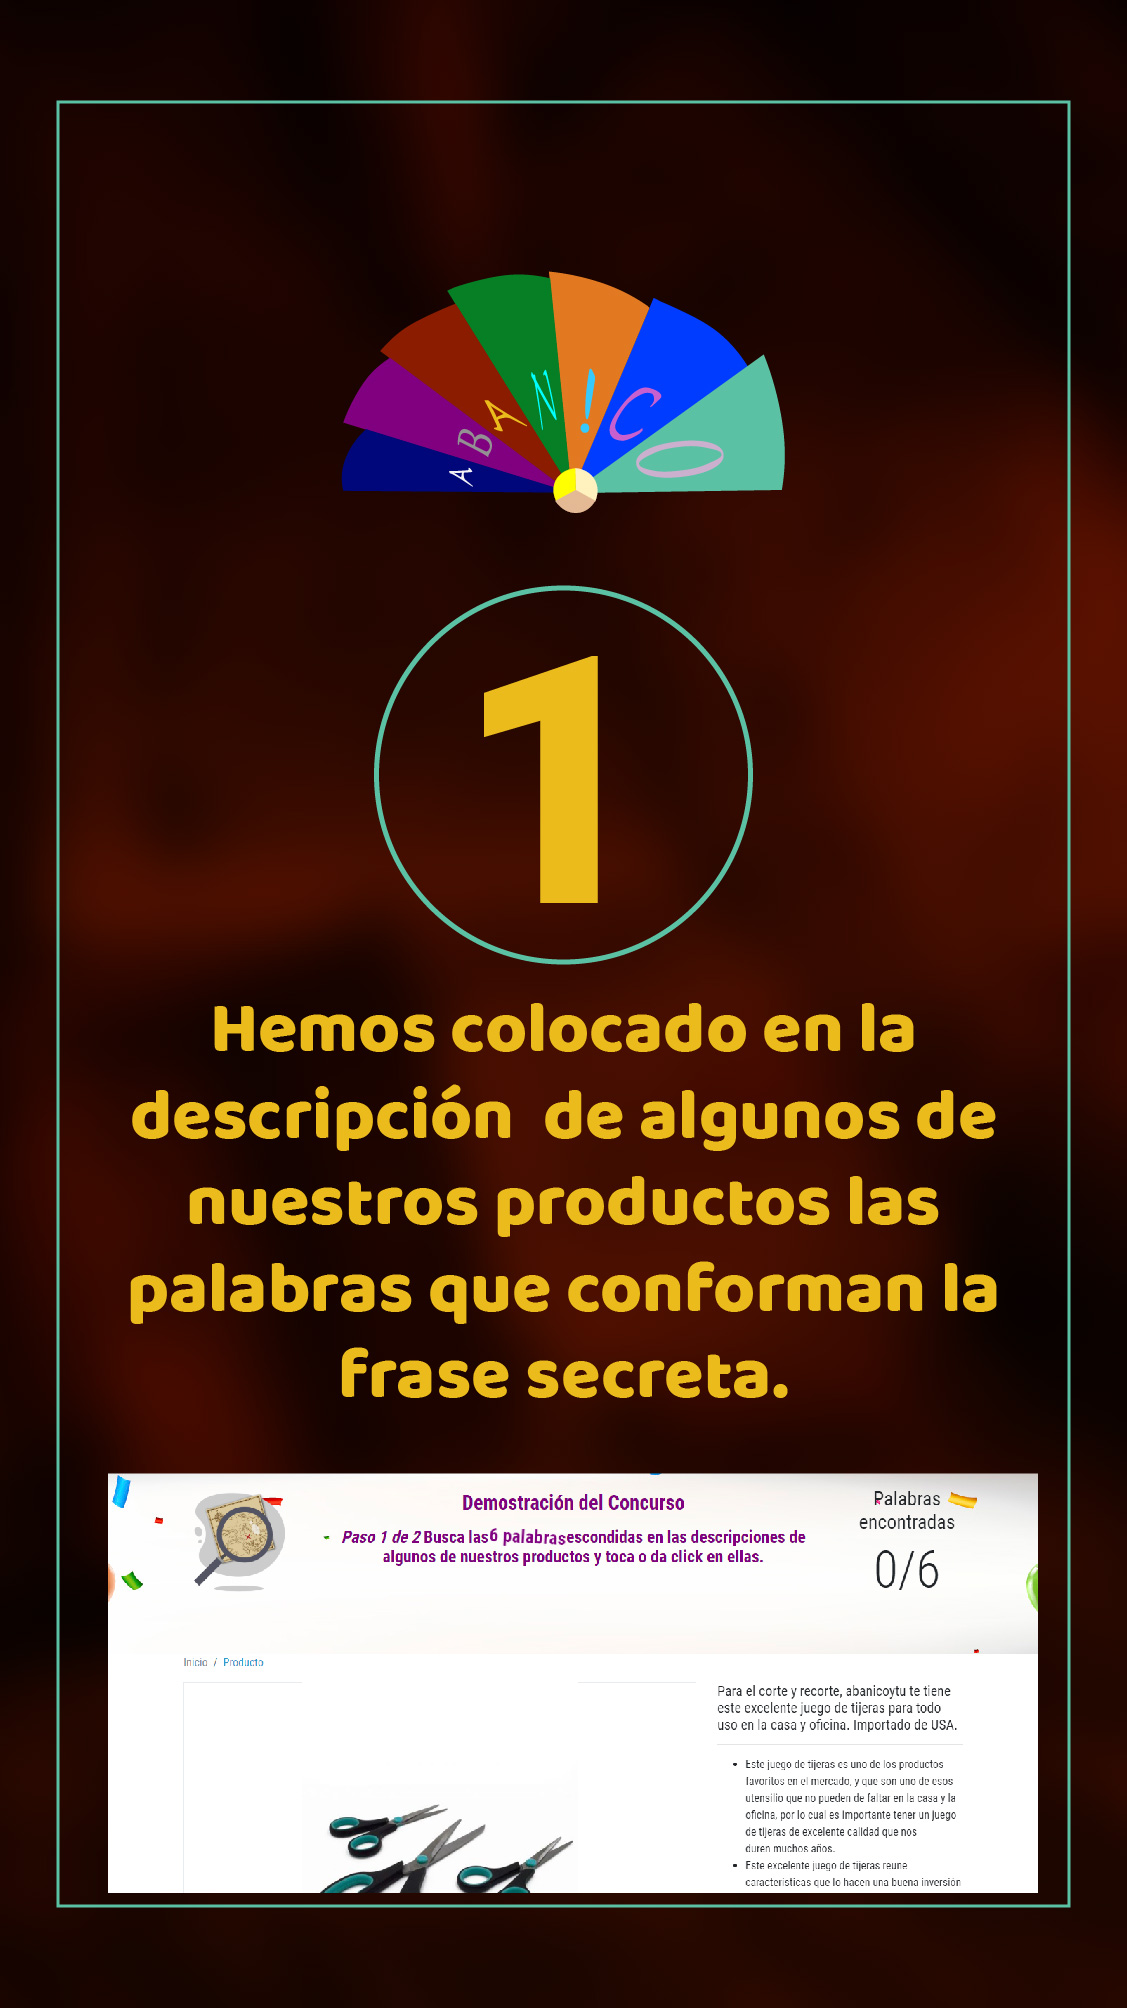 ABAN!CO
1
Hemos colocado en la
descripción de algunos de
nuestros productos las
palabras que conforman la
frase secreta.
Demostración del Concurso
Paso 1 de 2 Busca las 6 palabras escondidas en las descripciones de
algunos de nuestros productos y toca o da click en ellas.
Palabras
encontradas
0/6
Inicio / Producto
Para el corte y recorte, abanicoytu te tiene
este excelente juego de tijeras para todo
uso en la casa y oficina. Importado de USA.
Este juego de tijeras es uno de los productos
favoritos en el mercado, y que son uno de esos
utensilio que no pueden de faltar en la casa y la
oficina, por lo cual es importante tener un juego
de tijeras de excelente calidad que nos
duren muchos años.
Este excelente juego de tijeras reune
características que lo hacen una buena inversión